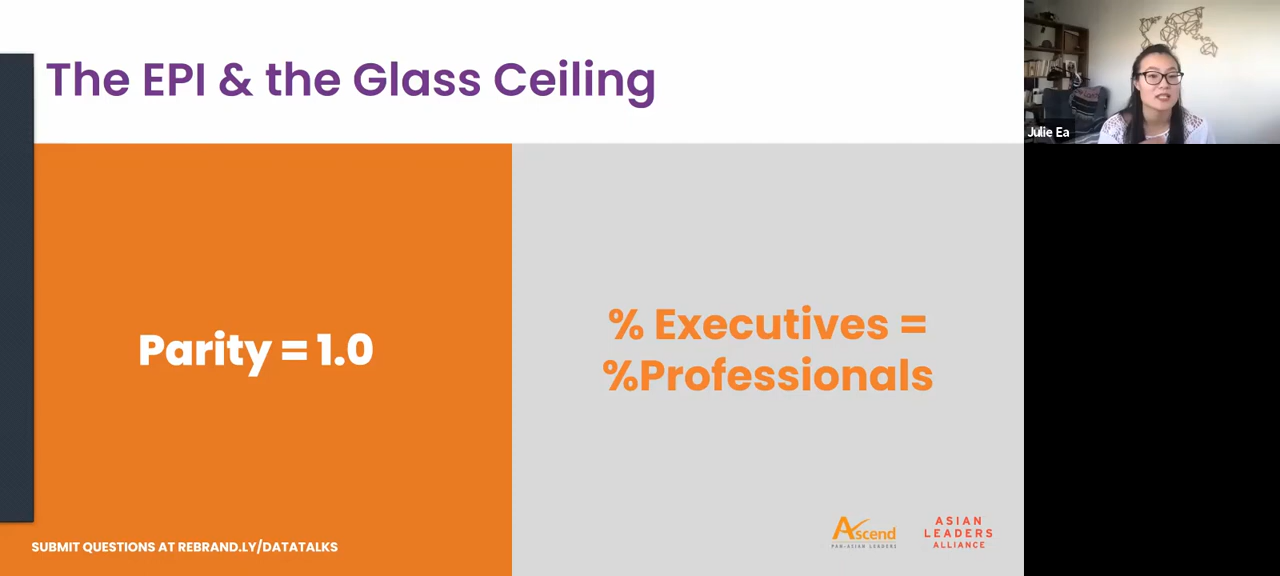 The EPI & the Glass Ceiling
Julie Ea
Parity = 1.0
% Executives =
%Professionals
SUBMIT QUESTIONS AT REBRAND.LY/DATATALKS
Ascend
PAN-ASIAN LEADERS
ASIAN
LEADERS
ALLIANCE